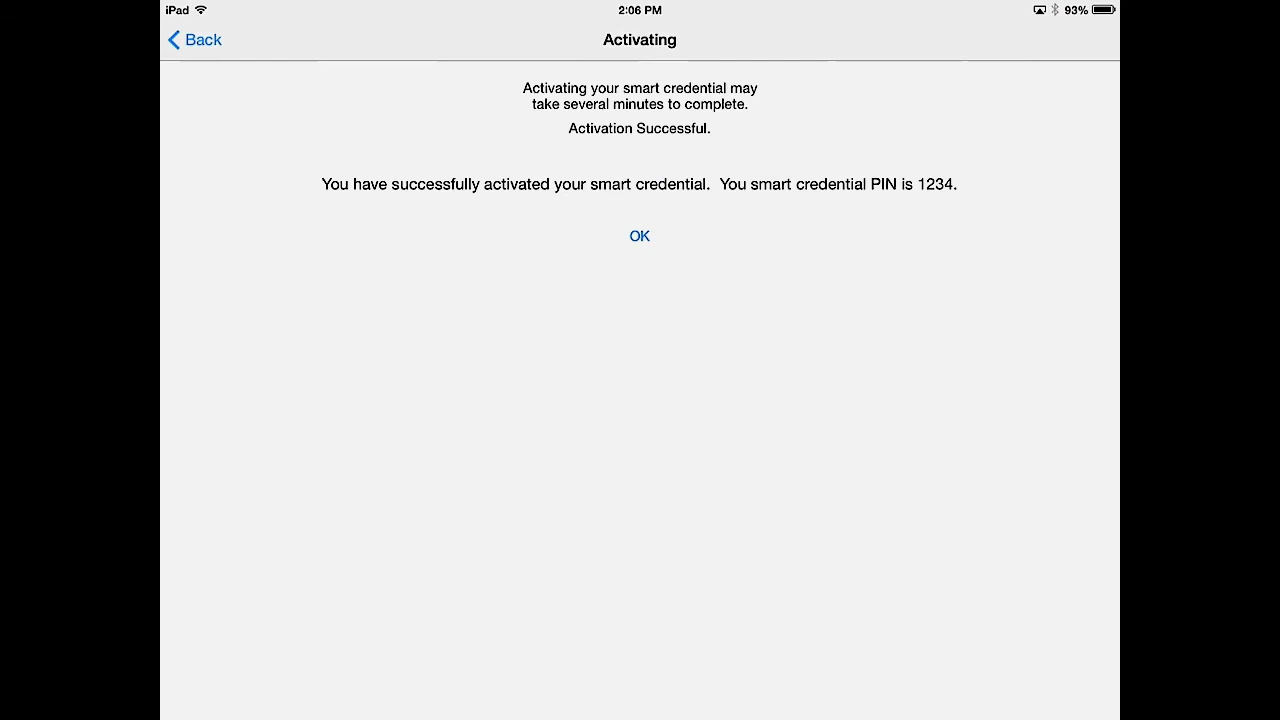 iPad 2:06 PM 93%
Back Activating
Activating your smart credential may
take several minutes to complete.
Activation Successful.
You have successfully activated your smart credential. You smart credential PIN is 1234.
OK